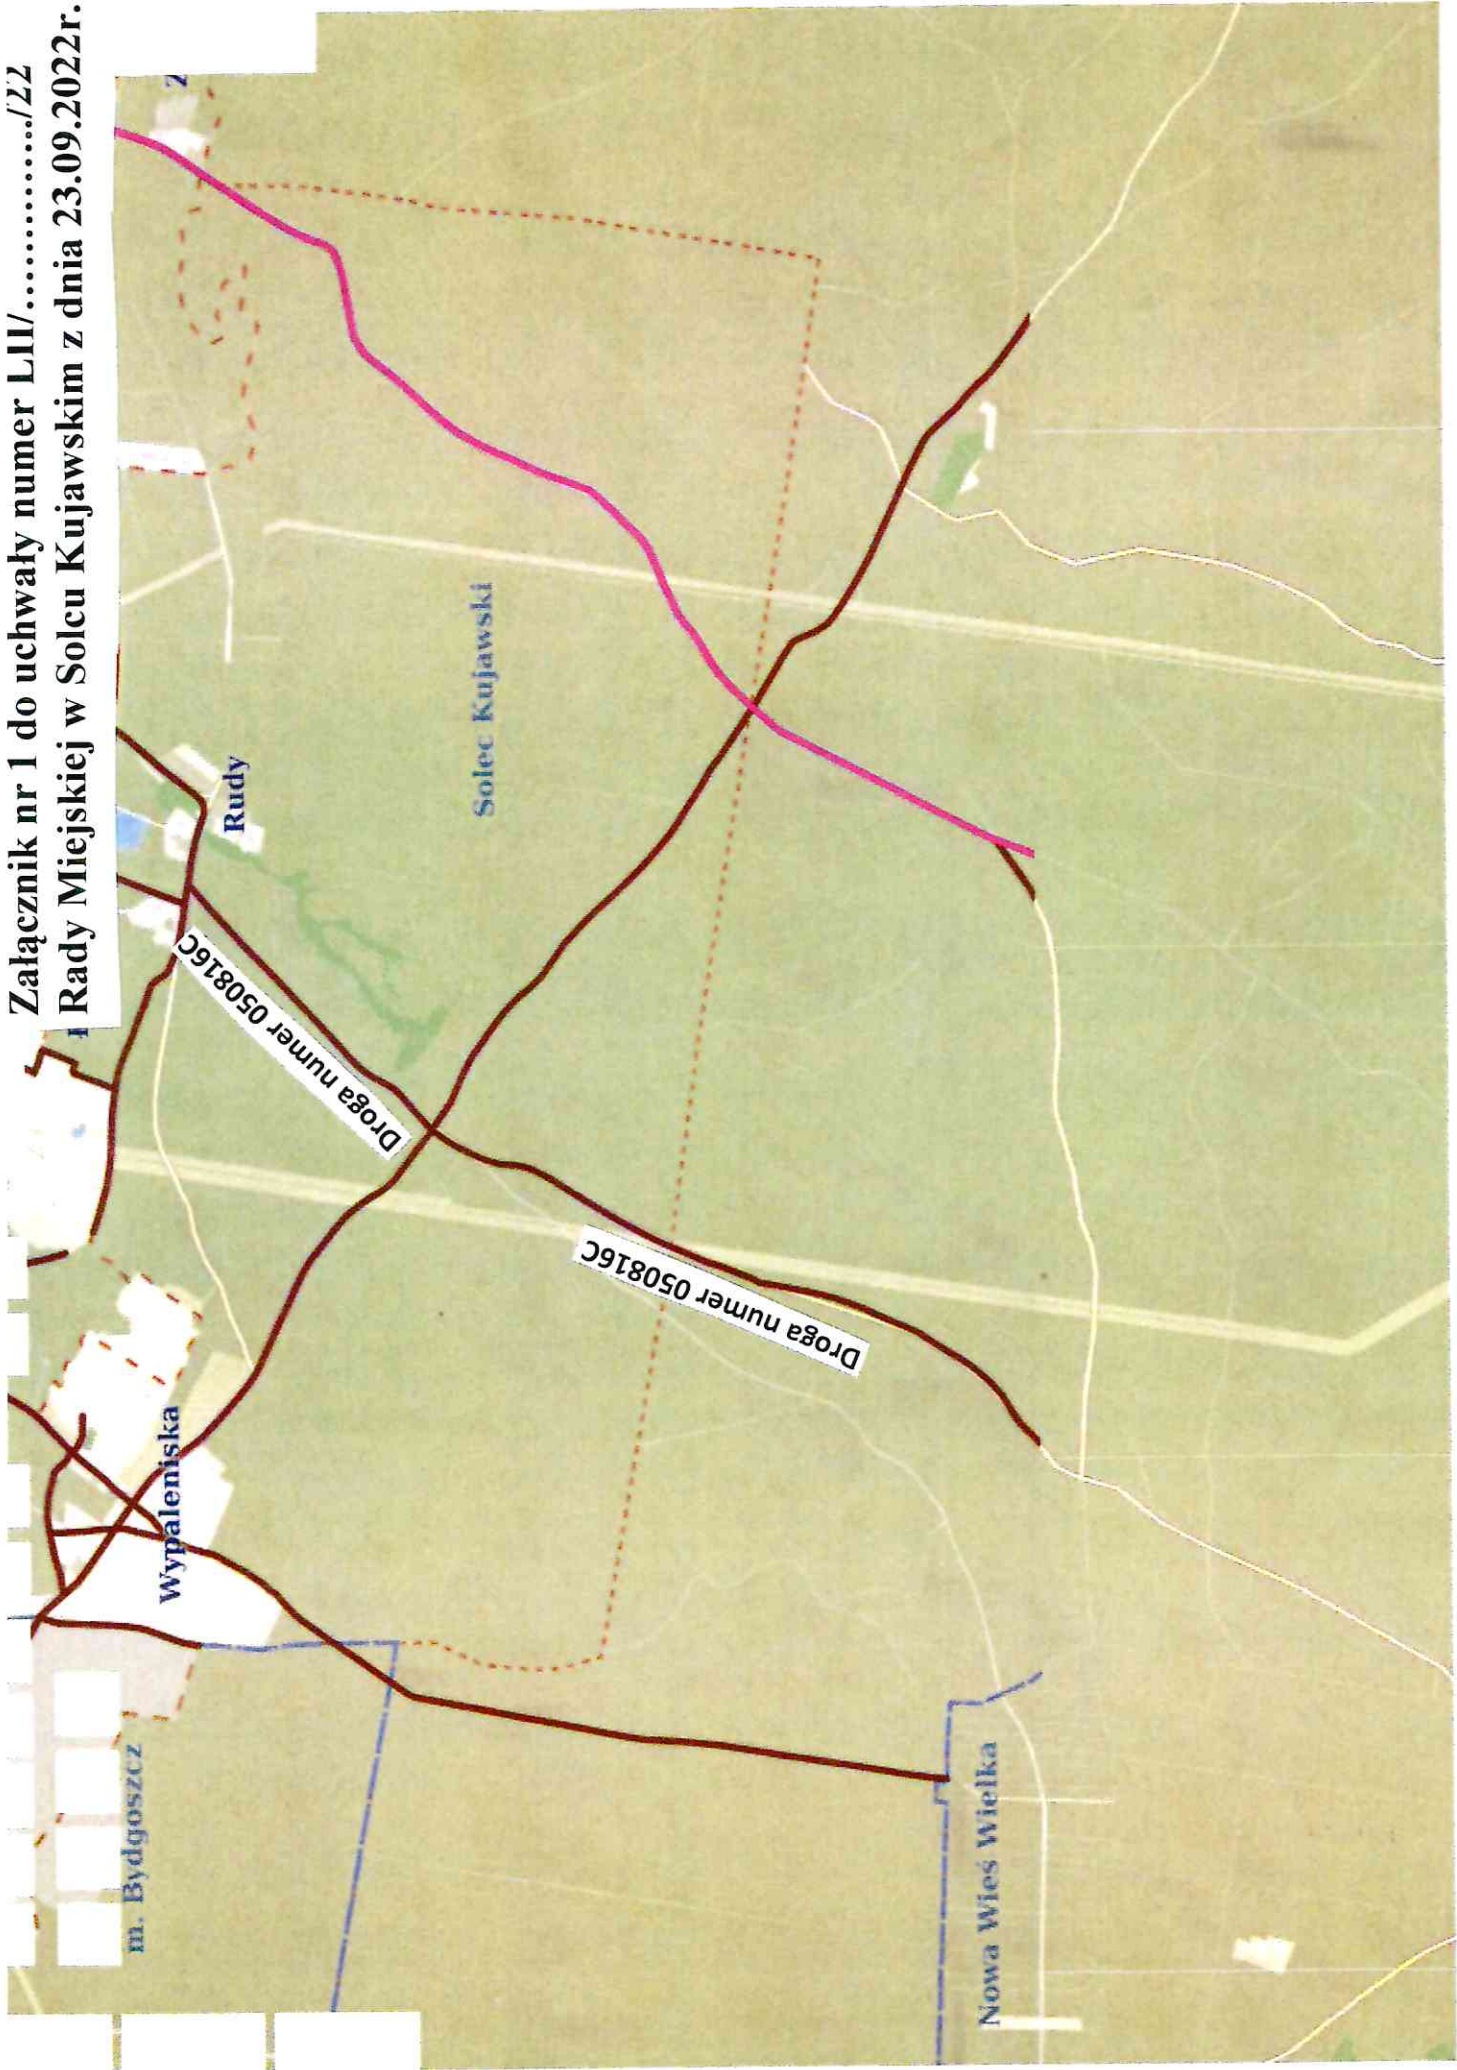 Załącznik nr 1 do uchwały numer LII/................/22
Rady Miejskiej w Solcu Kujawskim z dnia 23.09.2022r.
m. Bydgoszcz
Wypaleniska
Rudy
Droga numer 050816C
Droga numer 050816C
Solec Kujawski
Nowa Wieś Wielka